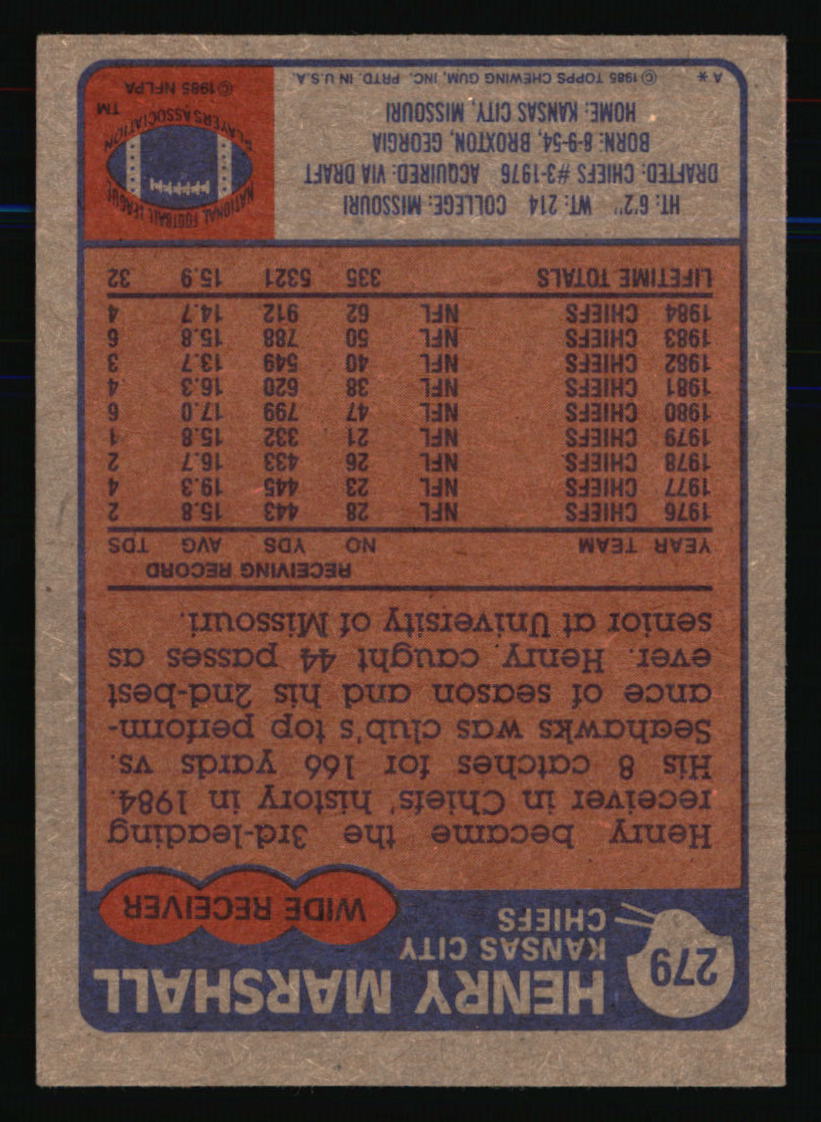 279
HENRY MARSHALL
KANSAS CITY
CHIEFS
WIDE RECEIVER
Henry became the 3rd-leading
receiver in Chiefs' history in 1984.
His 8 catches for 166 yards vs.
Seahawks was club's top perform-
ance of season and his 2nd-best
ever. Henry caught 44 passes as
senior at University of Missouri.
RECEIVING RECORD
YEAR TEAM NO YDS AVG TDS
1976 CHIEFS NFL 28 443 15.8 2
1977 CHIEFS NFL 23 445 19.3 4
1978 CHIEFS NFL 26 433 16.7 2
1979 CHIEFS NFL 21 332 15.8 1
1980 CHIEFS NFL 47 799 17.0 6
1981 CHIEFS NFL 38 620 16.3 4
1982 CHIEFS NFL 40 549 13.7 3
1983 CHIEFS NFL 50 788 15.8 6
1984 CHIEFS NFL 62 912 14.7 4
LIFETIME TOTALS 335 5321 15.9 32
HT: 6'2" WT: 214 COLLEGE: MISSOURI
DRAFTED: CHIEFS #3-1976 ACQUIRED: VIA DRAFT
BORN: 8-9-54, BROXTON, GEORGIA
HOME: KANSAS CITY, MISSOURI
A* © 1985 TOPPS CHEWING GUM, INC. PRTD. IN U.S.A.
NATIONAL FOOTBALL LEAGUE
NFLPA
PLAYERS ASSOCIATION
TM
© 1985 NFLPA